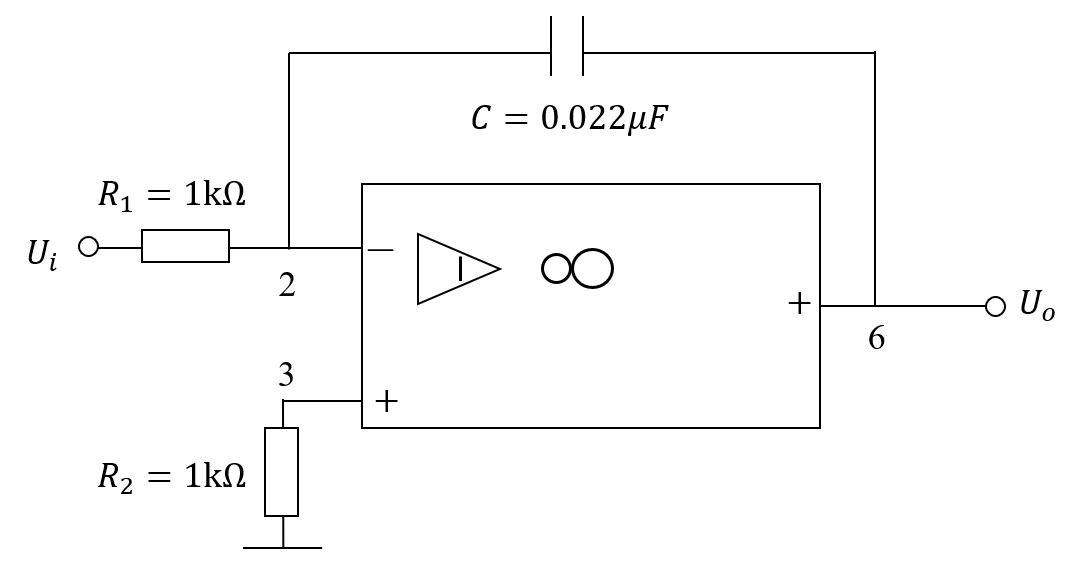 C = 0.022μF
R₁ = 1kΩ
Uᵢ
2
−
∞
+
Uₒ
6
3
+
R₂ = 1kΩ